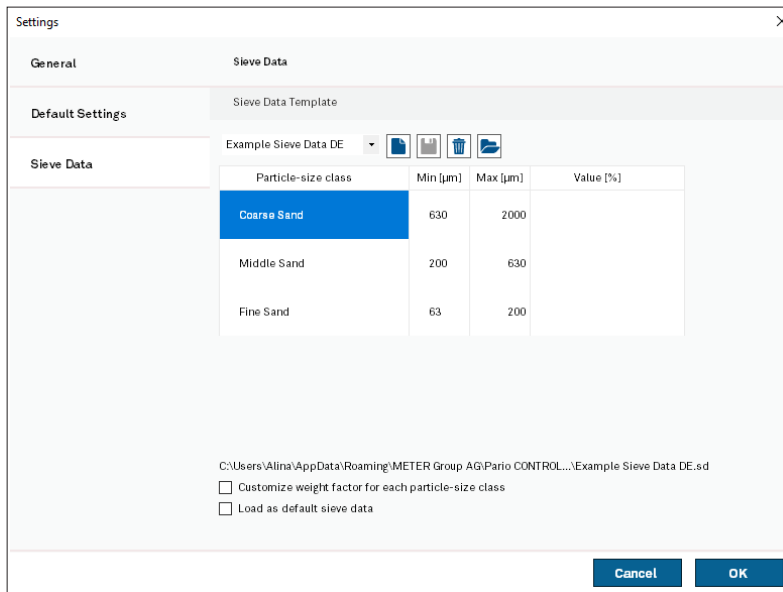 Settings
General
Sieve Data
Default Settings
Sieve Data Template
Sieve Data
Example Sieve Data DE
Particle-size class Min [µm] Max [µm] Value [%]
Coarse Sand 630 2000
Middle Sand 200 630
Fine Sand 63 200
C:\Users\Alina\AppData\Roaming\METER Group AG\Pario CONTROL...\Example Sieve Data DE.sd
Customize weight factor for each particle-size class
Load as default sieve data
Cancel OK